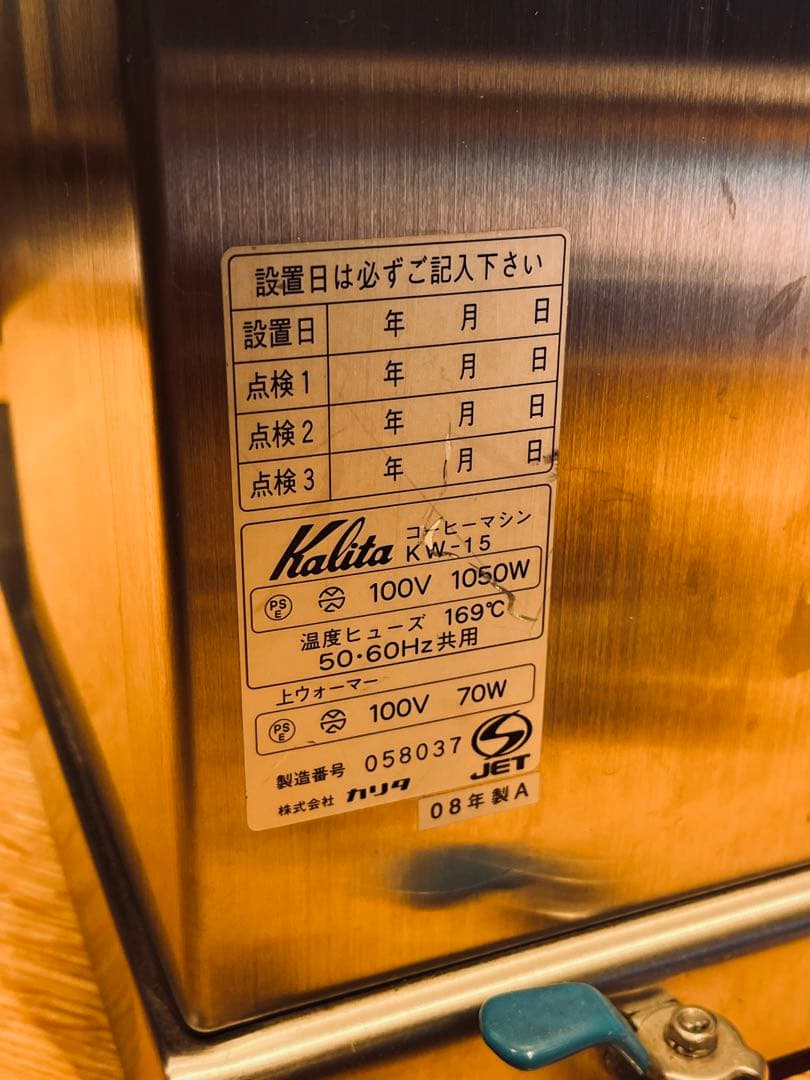 設置日は必ずご記入下さい
設置日 年 月 日
点検1 年 月 日
点検2 年 月 日
点検3 年 月 日
Kalita コーヒーマシン
KW-15
PSE 100V 1050W
温度ヒューズ 169℃
50・60Hz共用
上ウォーマー
PSE 100V 70W
製造番号 058037
JET
株式会社 カリタ
08年製A